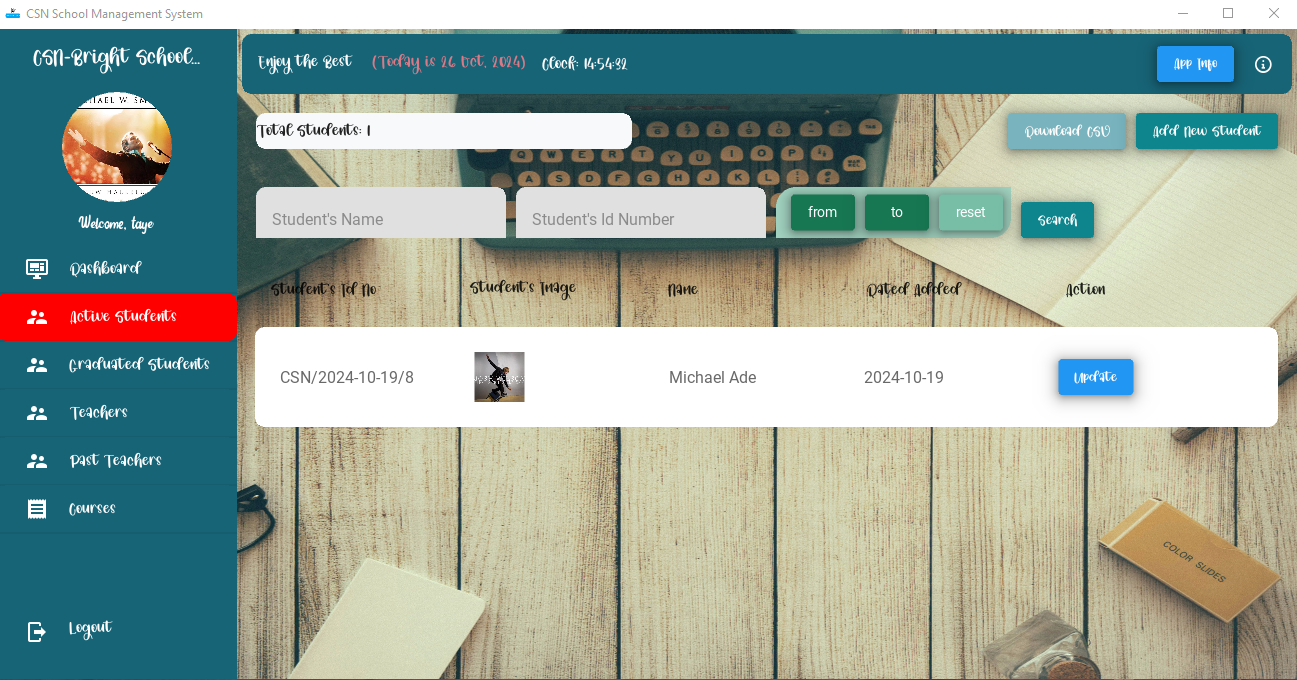 CSN School Management System
CSN-Bright School...
Welcome, taye
Dashboard
Active Students
Graduated Students
Teachers
Past Teachers
Courses
Logout
Enjoy the Best (Today is 26 Oct, 2024) Clock: 14:54:32
App Info
Total Students: 1
Download CSV
Add New Student
Student's Name
Student's Id Number
from
to
reset
Search
Student's Id No Student's Image Name Dated Added Action
CSN/2024-10-19/8 Michael Ade 2024-10-19 Update
COLOR SLIDES